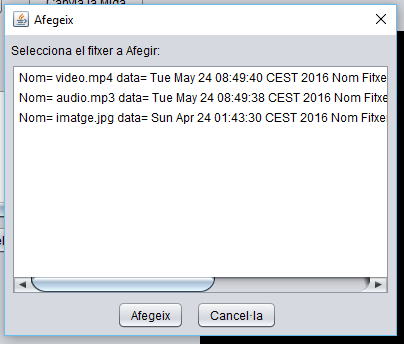 Canvia la Mida
Afegeix
Selecciona el fitxer a Afegir:
Nom= video.mp4 data= Tue May 24 08:49:40 CEST 2016 Nom Fitxe
Nom= audio.mp3 data= Tue May 24 08:49:38 CEST 2016 Nom Fitxe
Nom= imatge.jpg data= Sun Apr 24 01:43:30 CEST 2016 Nom Fitxer
Afegeix
Cancel·la